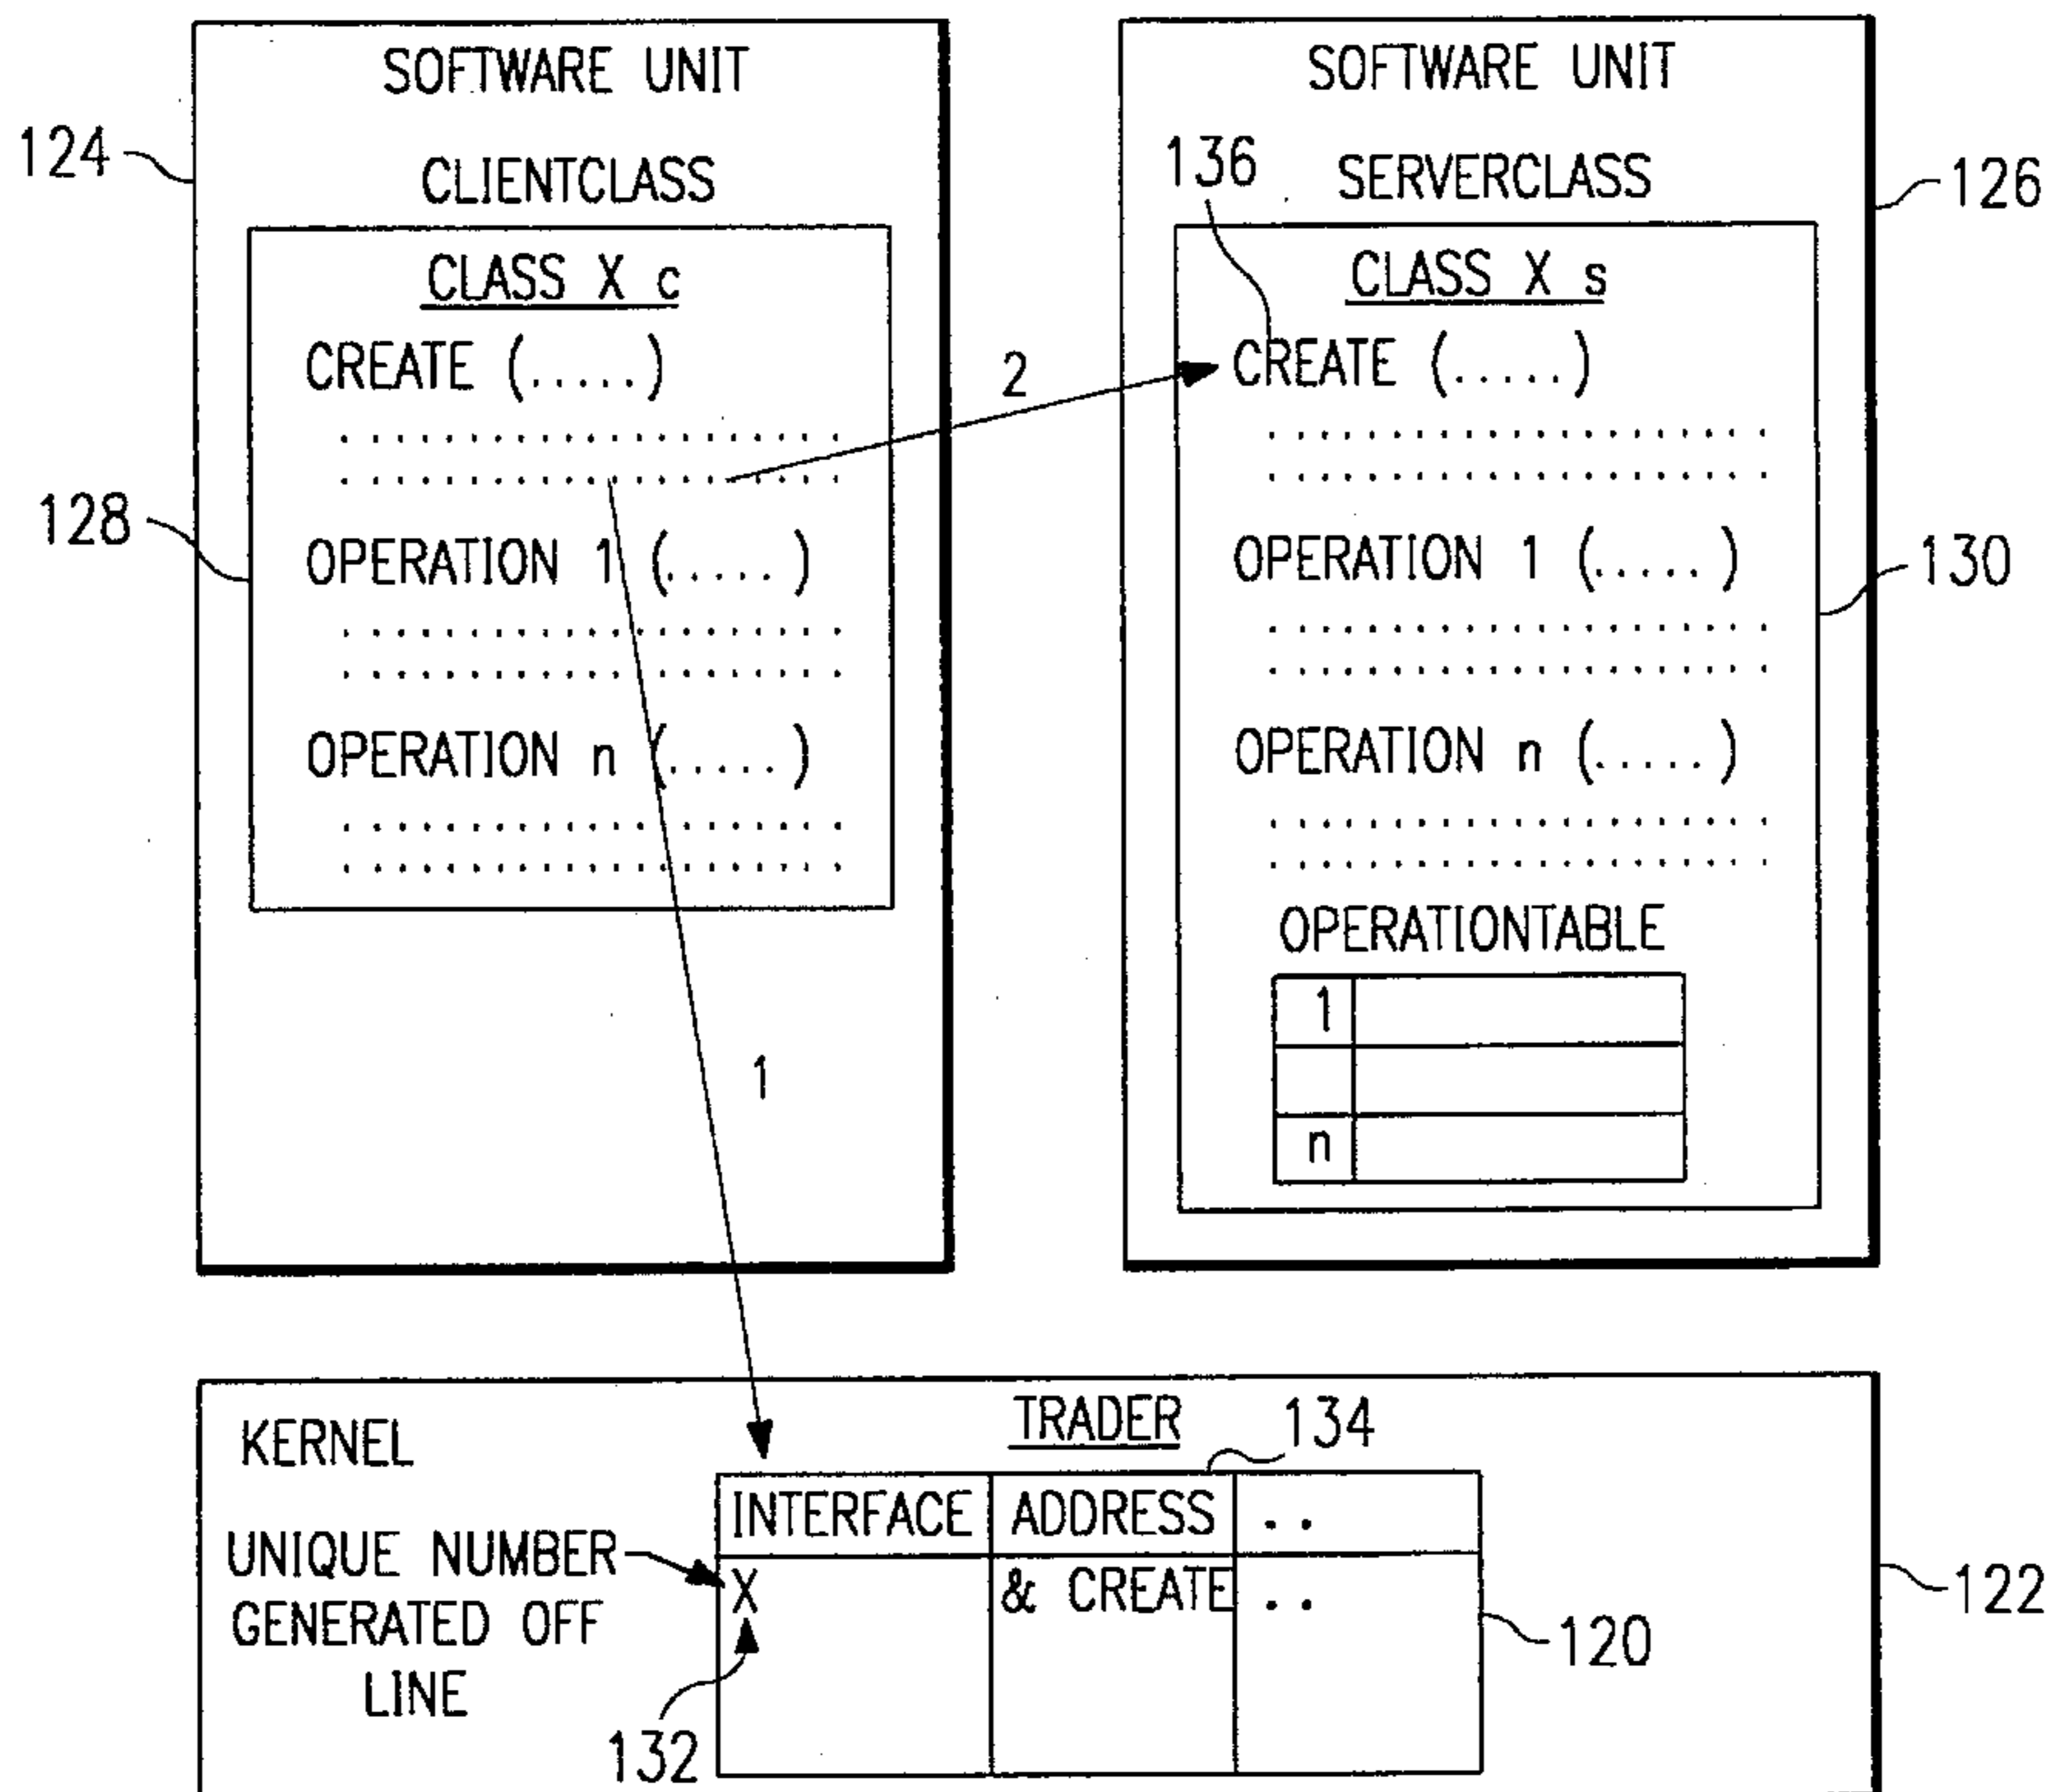 SOFTWARE UNIT
124
CLIENTCLASS
CLASS X c
CREATE (.....)
128
OPERATION 1 (.....)
OPERATION n (.....)
2
1
SOFTWARE UNIT
136
SERVERCLASS
126
CLASS X s
CREATE (.....)
OPERATION 1 (.....)
130
OPERATION n (.....)
OPERATIONTABLE
1
n
KERNEL
TRADER
134
INTERFACE ADDRESS ..
UNIQUE NUMBER
GENERATED OFF
LINE
X & CREATE ..
122
120
132